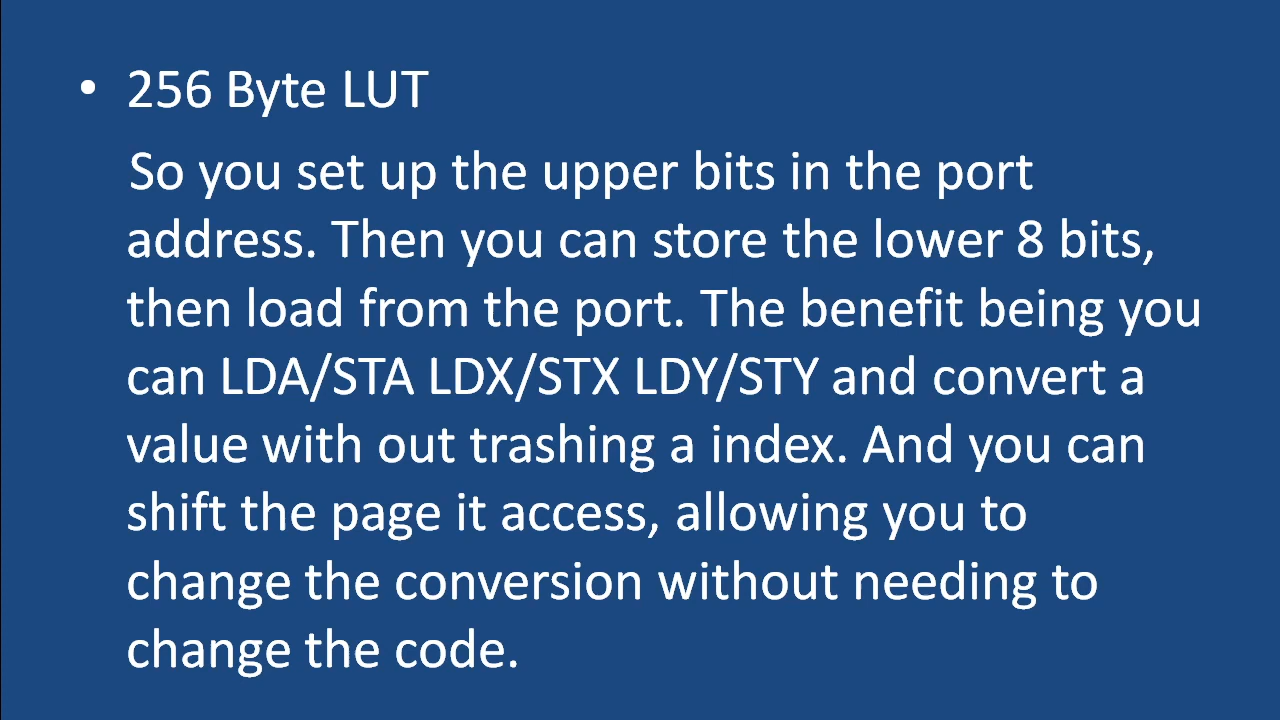 • 256 Byte LUT
So you set up the upper bits in the port
address. Then you can store the lower 8 bits,
then load from the port. The benefit being you
can LDA/STA LDX/STX LDY/STY and convert a
value with out trashing a index. And you can
shift the page it access, allowing you to
change the conversion without needing to
change the code.